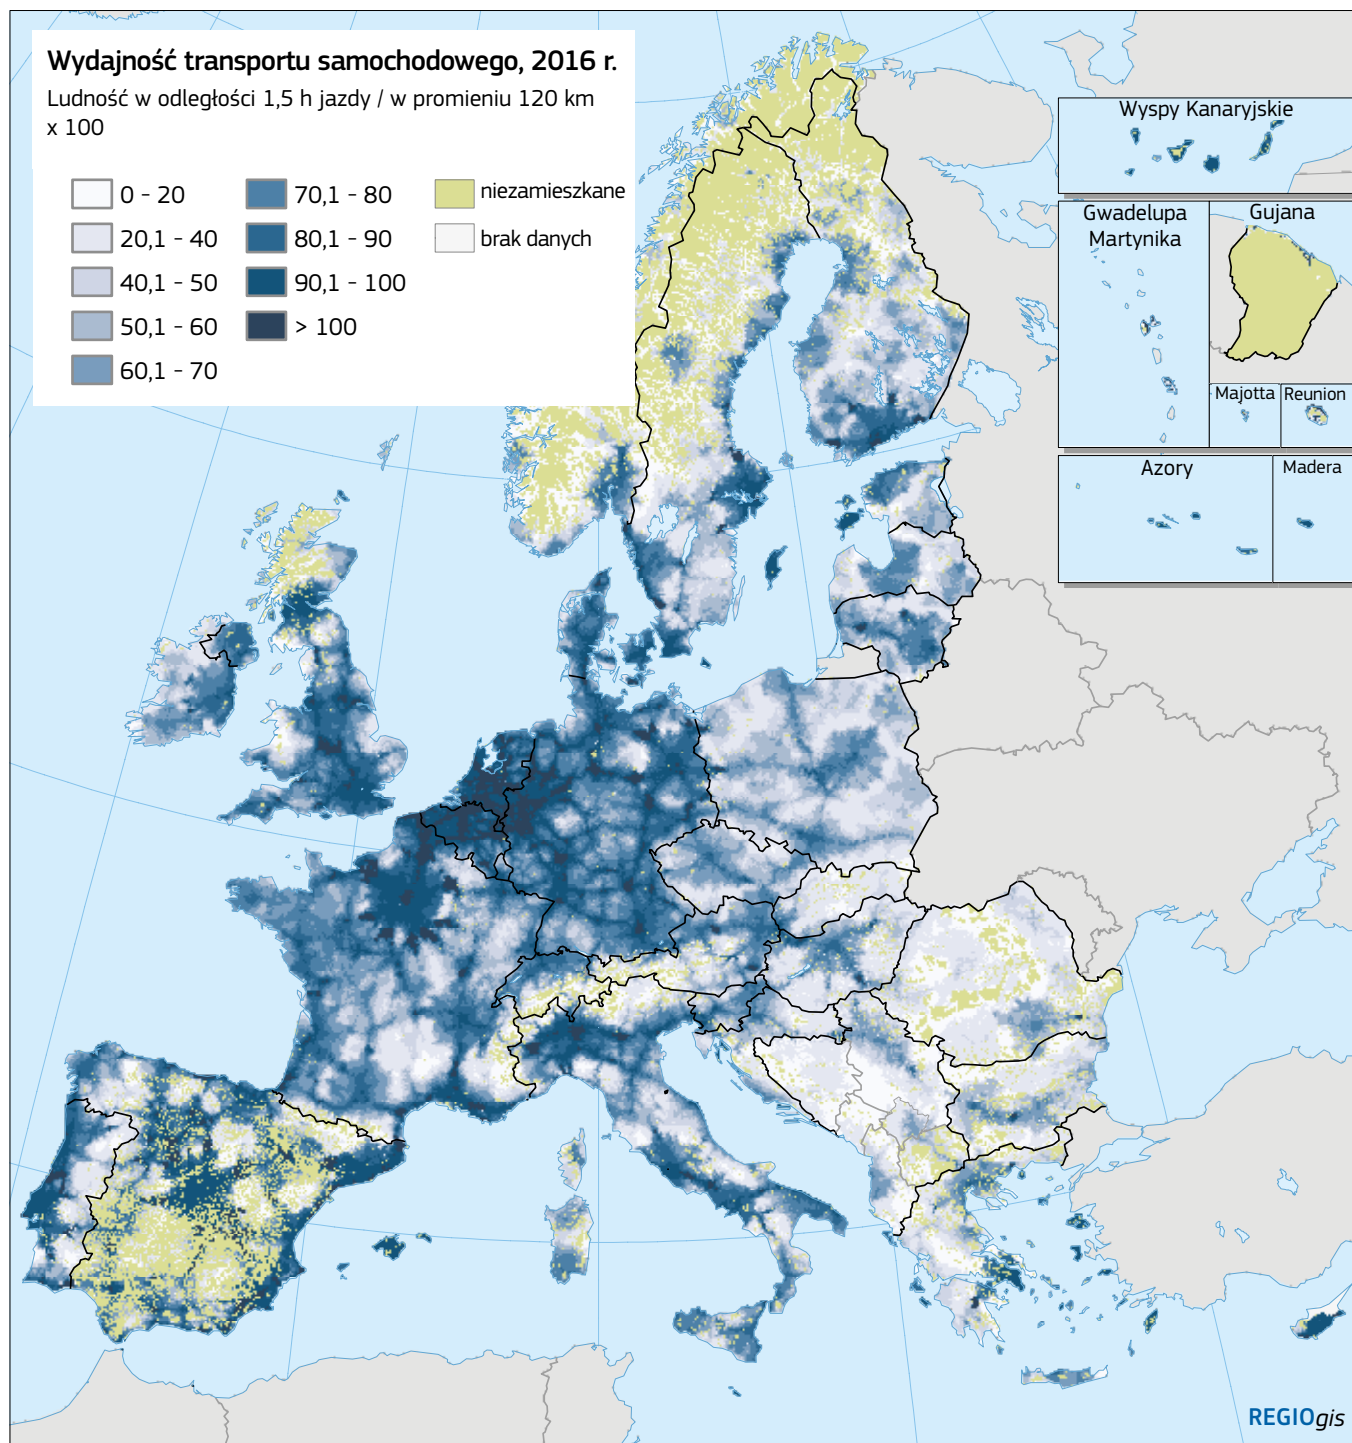 Wydajność transportu samochodowego, 2016 r.
Ludność w odległości 1,5 h jazdy / w promieniu 120 km
x 100
0 - 20
20,1 - 40
40,1 - 50
50,1 - 60
60,1 - 70
70,1 - 80
80,1 - 90
90,1 - 100
> 100
niezamieszkane
brak danych
Wyspy Kanaryjskie
Gwadelupa
Martynika
Gujana
Majotta
Reunion
Azory
Madera
REGIOgis